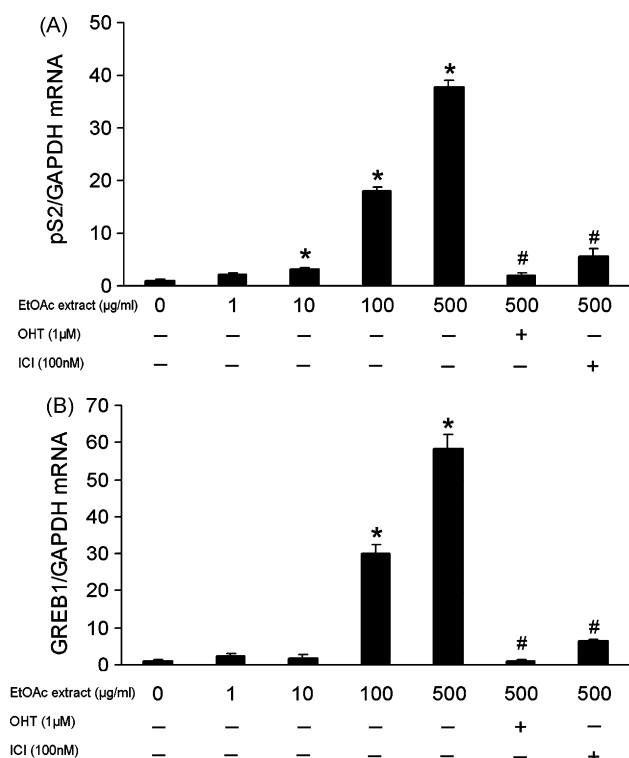 (A)
pS2/GAPDH mRNA
50
40
30
20
10
0
* * * # #
EtOAc extract (μg/ml) 0 1 10 100 500 500 500
OHT (1μM) – – – – – + –
ICI (100nM) – – – – – – +
(B)
GREB1/GAPDH mRNA
70
60
50
40
30
20
10
0
* * # #
EtOAc extract (μg/ml) 0 1 10 100 500 500 500
OHT (1μM) – – – – – + –
ICI (100nM) – – – – – – +